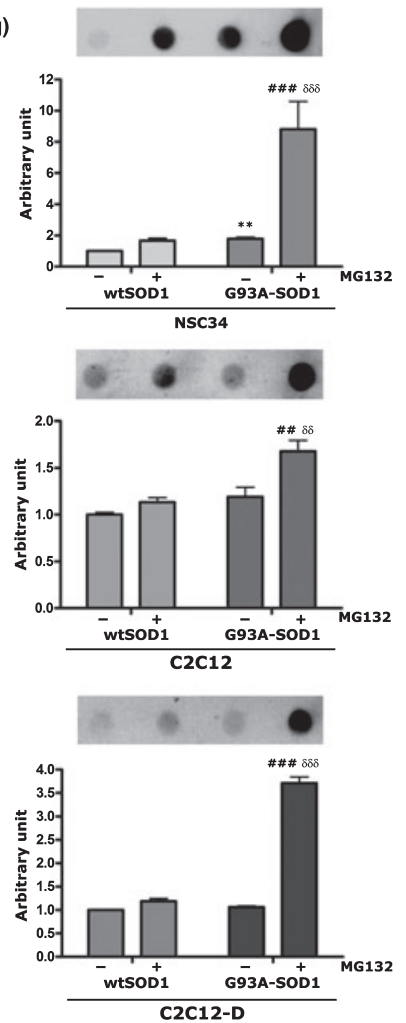 )
12
### δδδ
10
8
6
4
**
2
0
Arbitrary unit
– + – + MG132
wtSOD1 G93A-SOD1
NSC34
2.0
## δδ
1.5
1.0
0.5
0.0
Arbitrary unit
– + – + MG132
wtSOD1 G93A-SOD1
C2C12
### δδδ
4.0
3.5
3.0
2.5
2.0
1.5
1.0
0.5
0.0
Arbitrary unit
– + – + MG132
wtSOD1 G93A-SOD1
C2C12-D